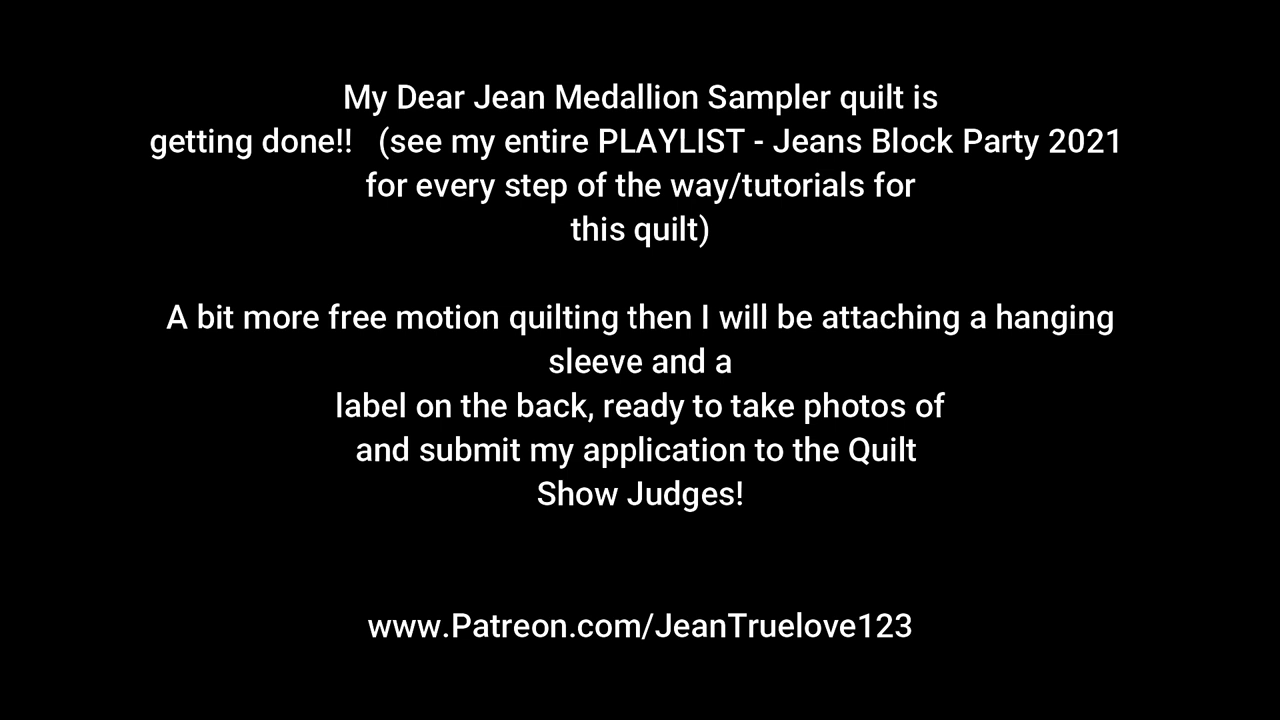 My Dear Jean Medallion Sampler quilt is
getting done!! (see my entire PLAYLIST - Jeans Block Party 2021
for every step of the way/tutorials for
this quilt)
A bit more free motion quilting then I will be attaching a hanging
sleeve and a
label on the back, ready to take photos of
and submit my application to the Quilt
Show Judges!
www.Patreon.com/JeanTruelove123